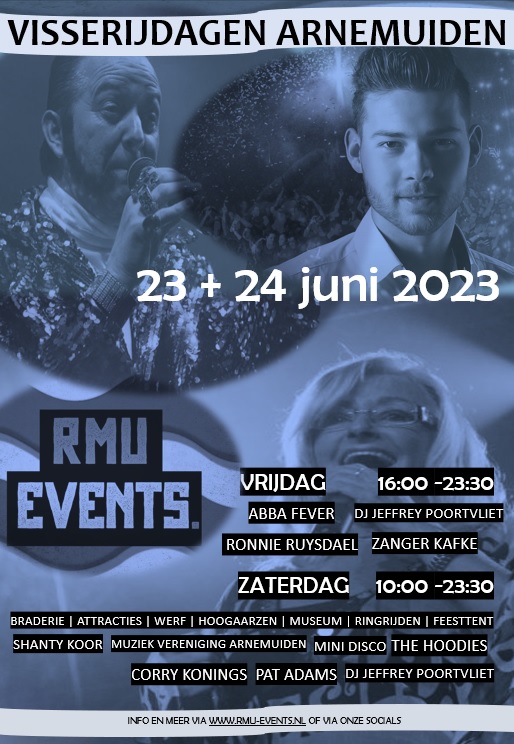 VISSERIJDAGEN ARNEMUIDEN
23 + 24 juni 2023
RMU
EVENTS.
VRIJDAG 16:00 -23:30
ABBA FEVER DJ JEFFREY POORTVLIET
RONNIE RUYSDAEL ZANGER KAFKE
ZATERDAG 10:00 -23:30
BRADERIE | ATTRACTIES | WERF | HOOGAARZEN | MUSEUM | RINGRIJDEN | FEESTTENT
SHANTY KOOR MUZIEK VERENIGING ARNEMUIDEN MINI DISCO THE HOODIES
CORRY KONINGS PAT ADAMS DJ JEFFREY POORTVLIET
INFO EN MEER VIA WWW.RMU-EVENTS.NL OF VIA ONZE SOCIALS